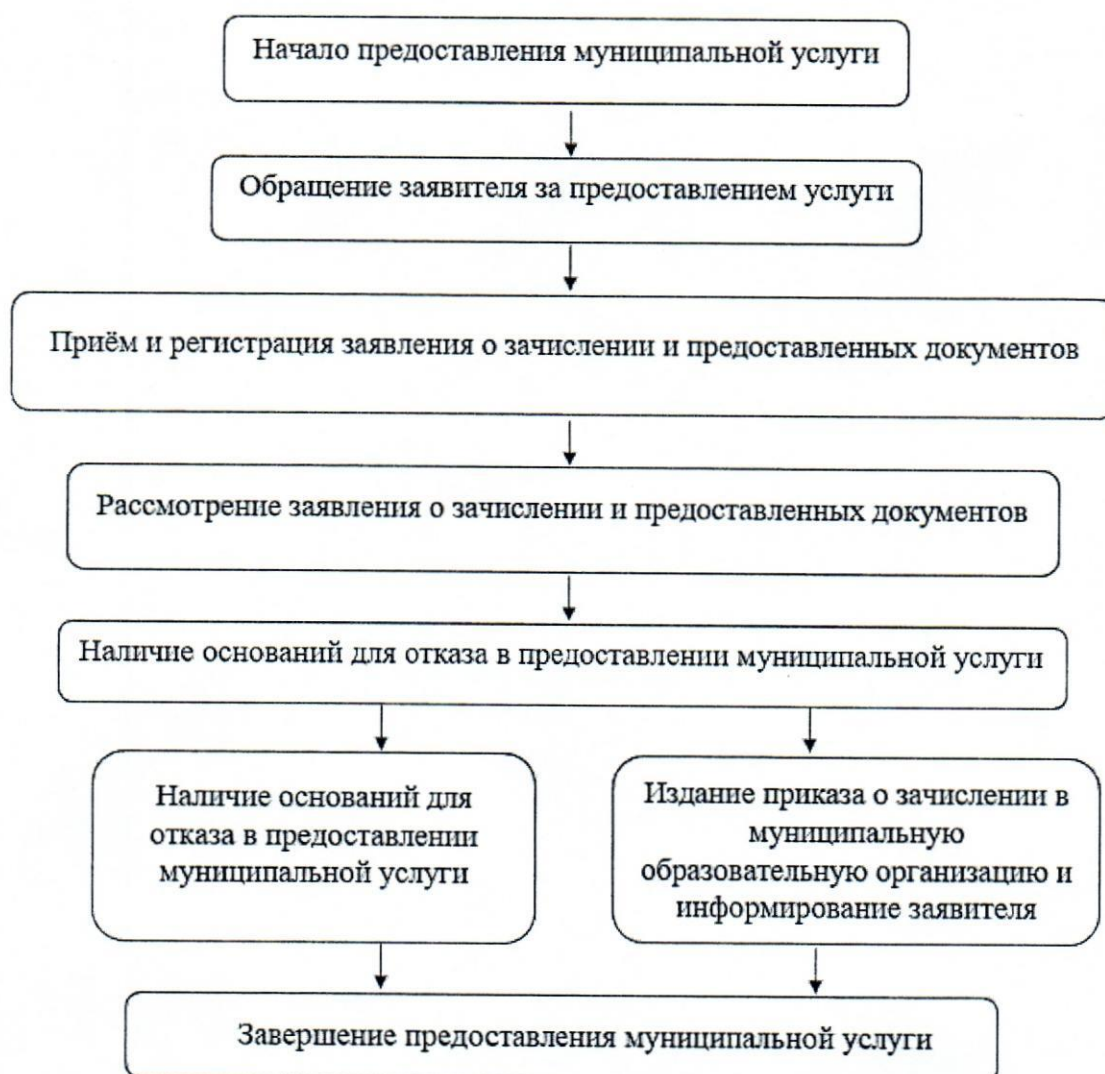 Начало предоставления муниципальной услуги
Обращение заявителя за предоставлением услуги
Приём и регистрация заявления о зачислении и предоставленных документов
Рассмотрение заявления о зачислении и предоставленных документов
Наличие оснований для отказа в предоставлении муниципальной услуги
Наличие оснований для
отказа в предоставлении
муниципальной услуги
Издание приказа о зачислении в
муниципальную
образовательную организацию и
информирование заявителя
Завершение предоставления муниципальной услуги